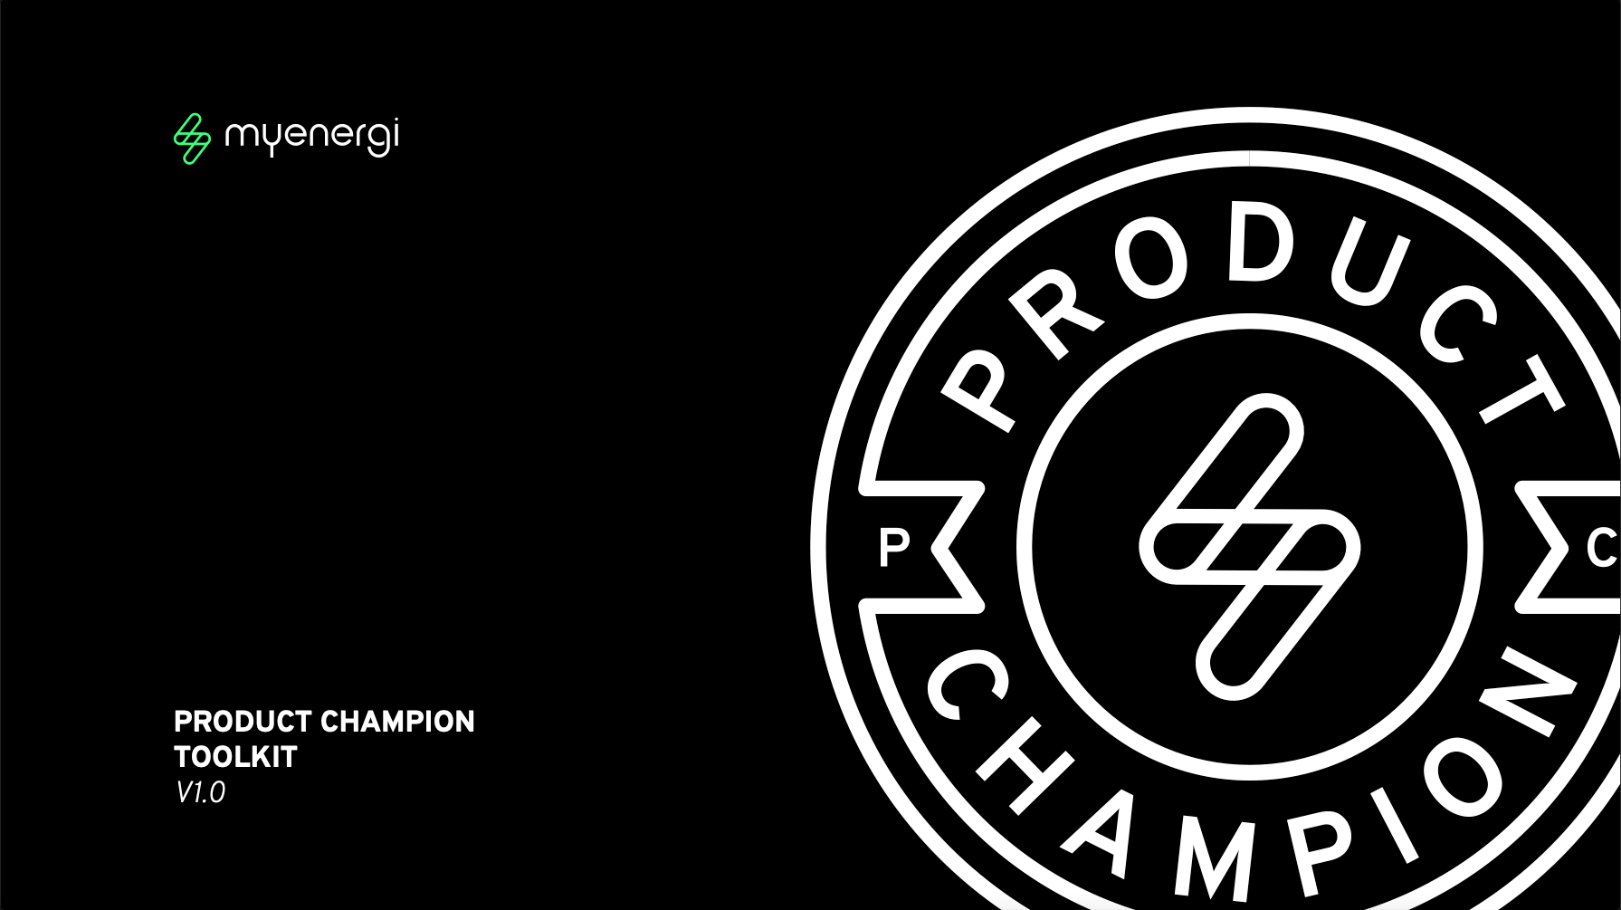 myenergi
PRODUCT CHAMPION
TOOLKIT
V1.0
PRODUCT
P
C
CHAMPION